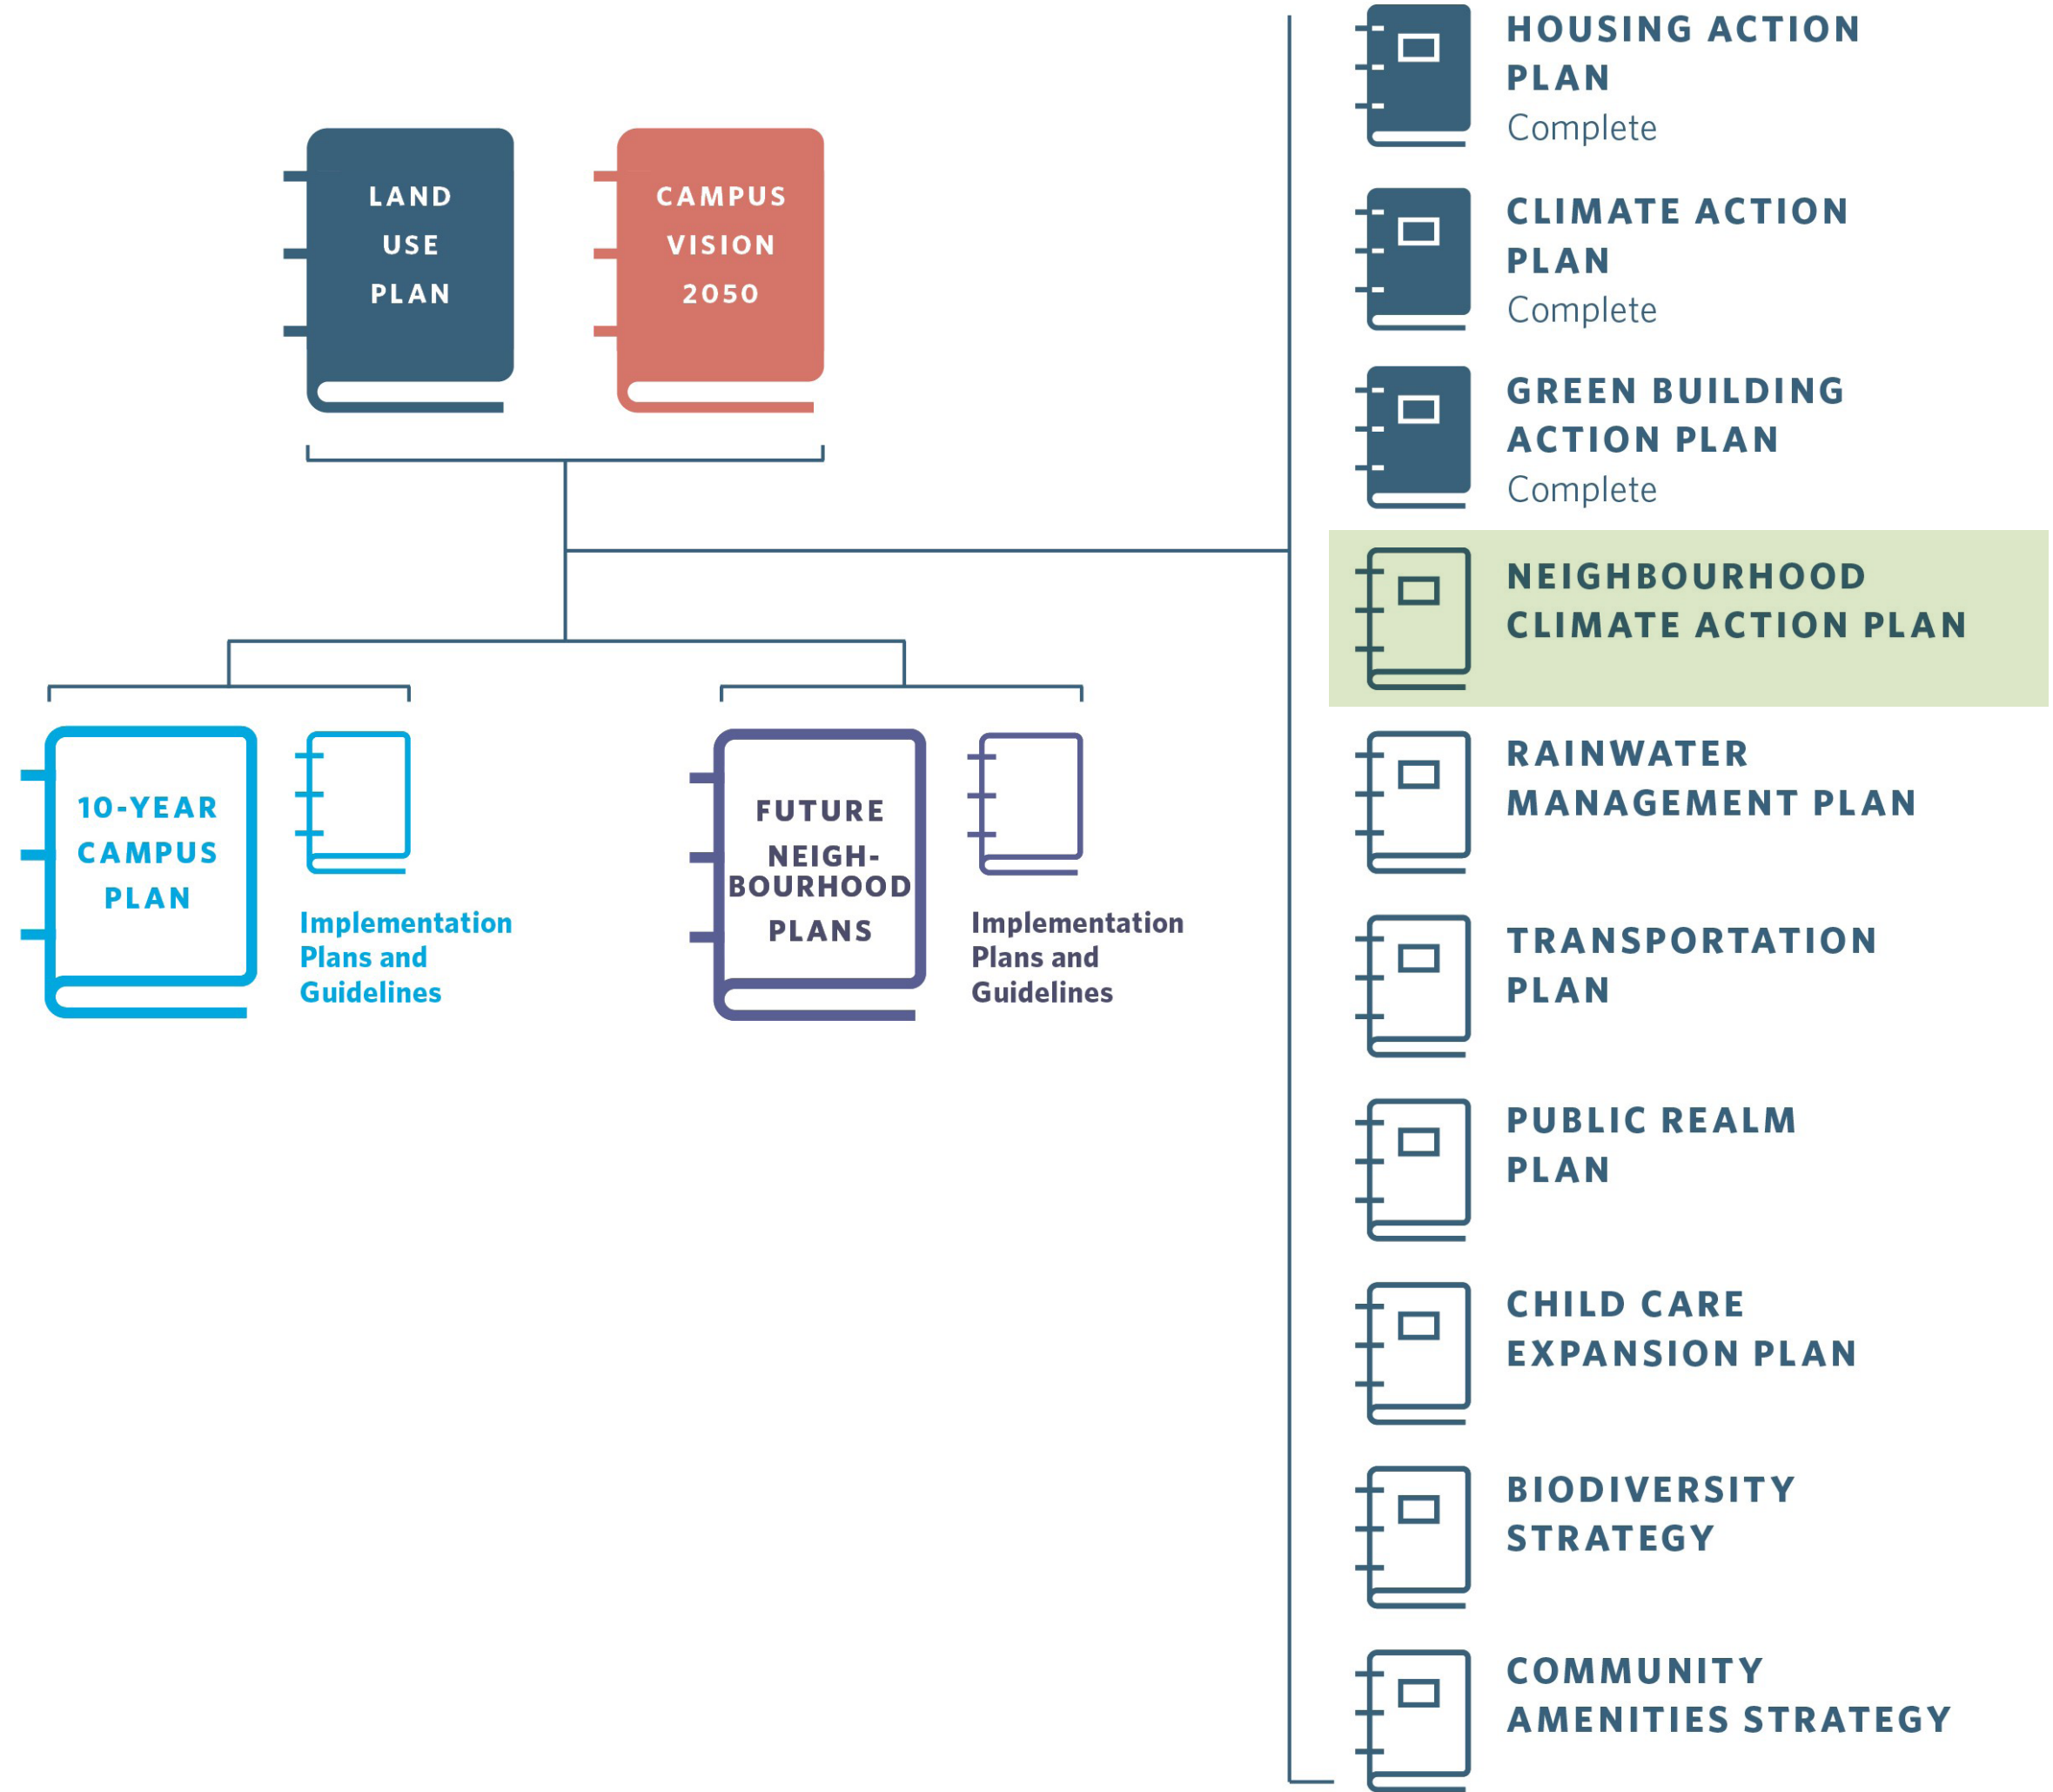 LAND
USE
PLAN
CAMPUS
VISION
2050
10-YEAR
CAMPUS
PLAN
Implementation
Plans and
Guidelines
FUTURE
NEIGH-
BOURHOOD
PLANS
Implementation
Plans and
Guidelines
HOUSING ACTION
PLAN
Complete
CLIMATE ACTION
PLAN
Complete
GREEN BUILDING
ACTION PLAN
Complete
NEIGHBOURHOOD
CLIMATE ACTION PLAN
RAINWATER
MANAGEMENT PLAN
TRANSPORTATION
PLAN
PUBLIC REALM
PLAN
CHILD CARE
EXPANSION PLAN
BIODIVERSITY
STRATEGY
COMMUNITY
AMENITIES STRATEGY